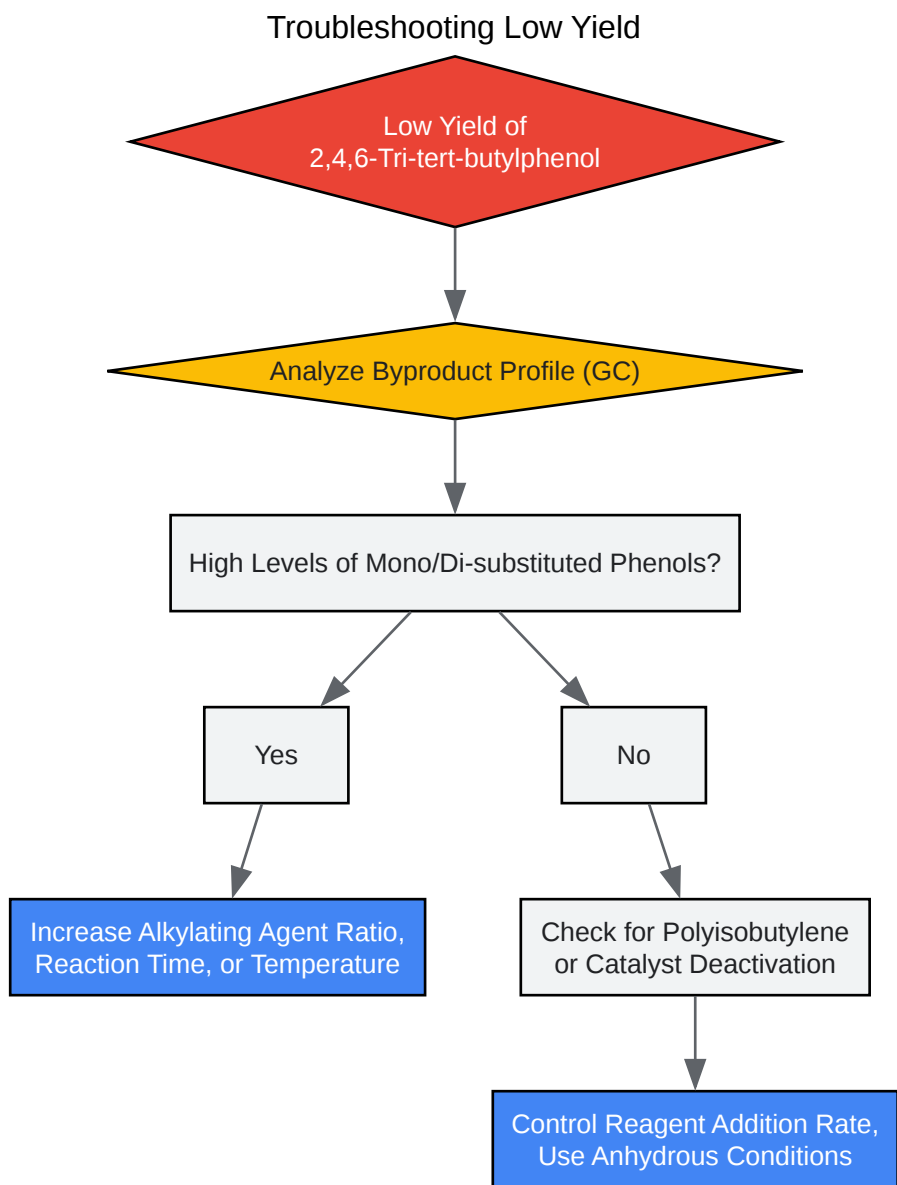 Troubleshooting Low Yield
Low Yield of
2,4,6-Tri-tert-butylphenol
Analyze Byproduct Profile (GC)
High Levels of Mono/Di-substituted Phenols?
Yes
No
Increase Alkylating Agent Ratio,
Reaction Time, or Temperature
Check for Polyisobutylene
or Catalyst Deactivation
Control Reagent Addition Rate,
Use Anhydrous Conditions